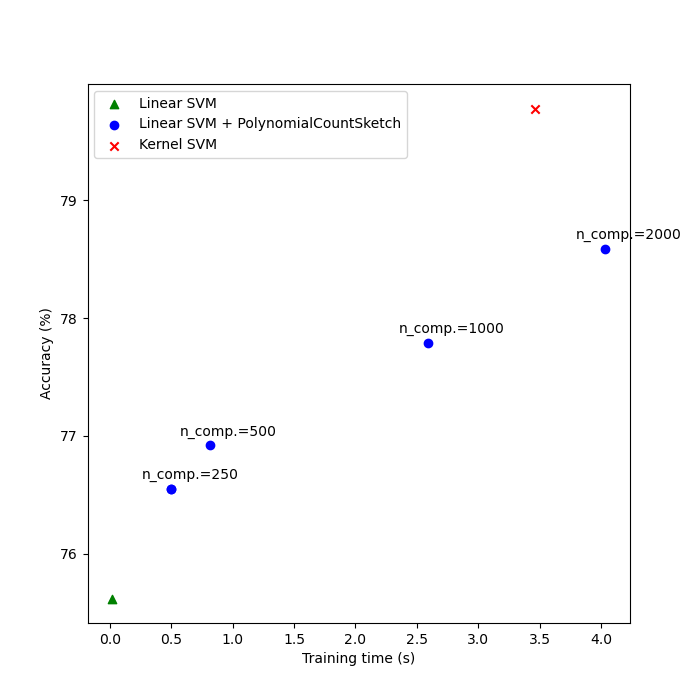 Linear SVM
Linear SVM + PolynomialCountSketch
Kernel SVM
79
n_comp.=2000
78
n_comp.=1000
Accuracy (%)
77
n_comp.=500
n_comp.=250
76
0.0 0.5 1.0 1.5 2.0 2.5 3.0 3.5 4.0
Training time (s)